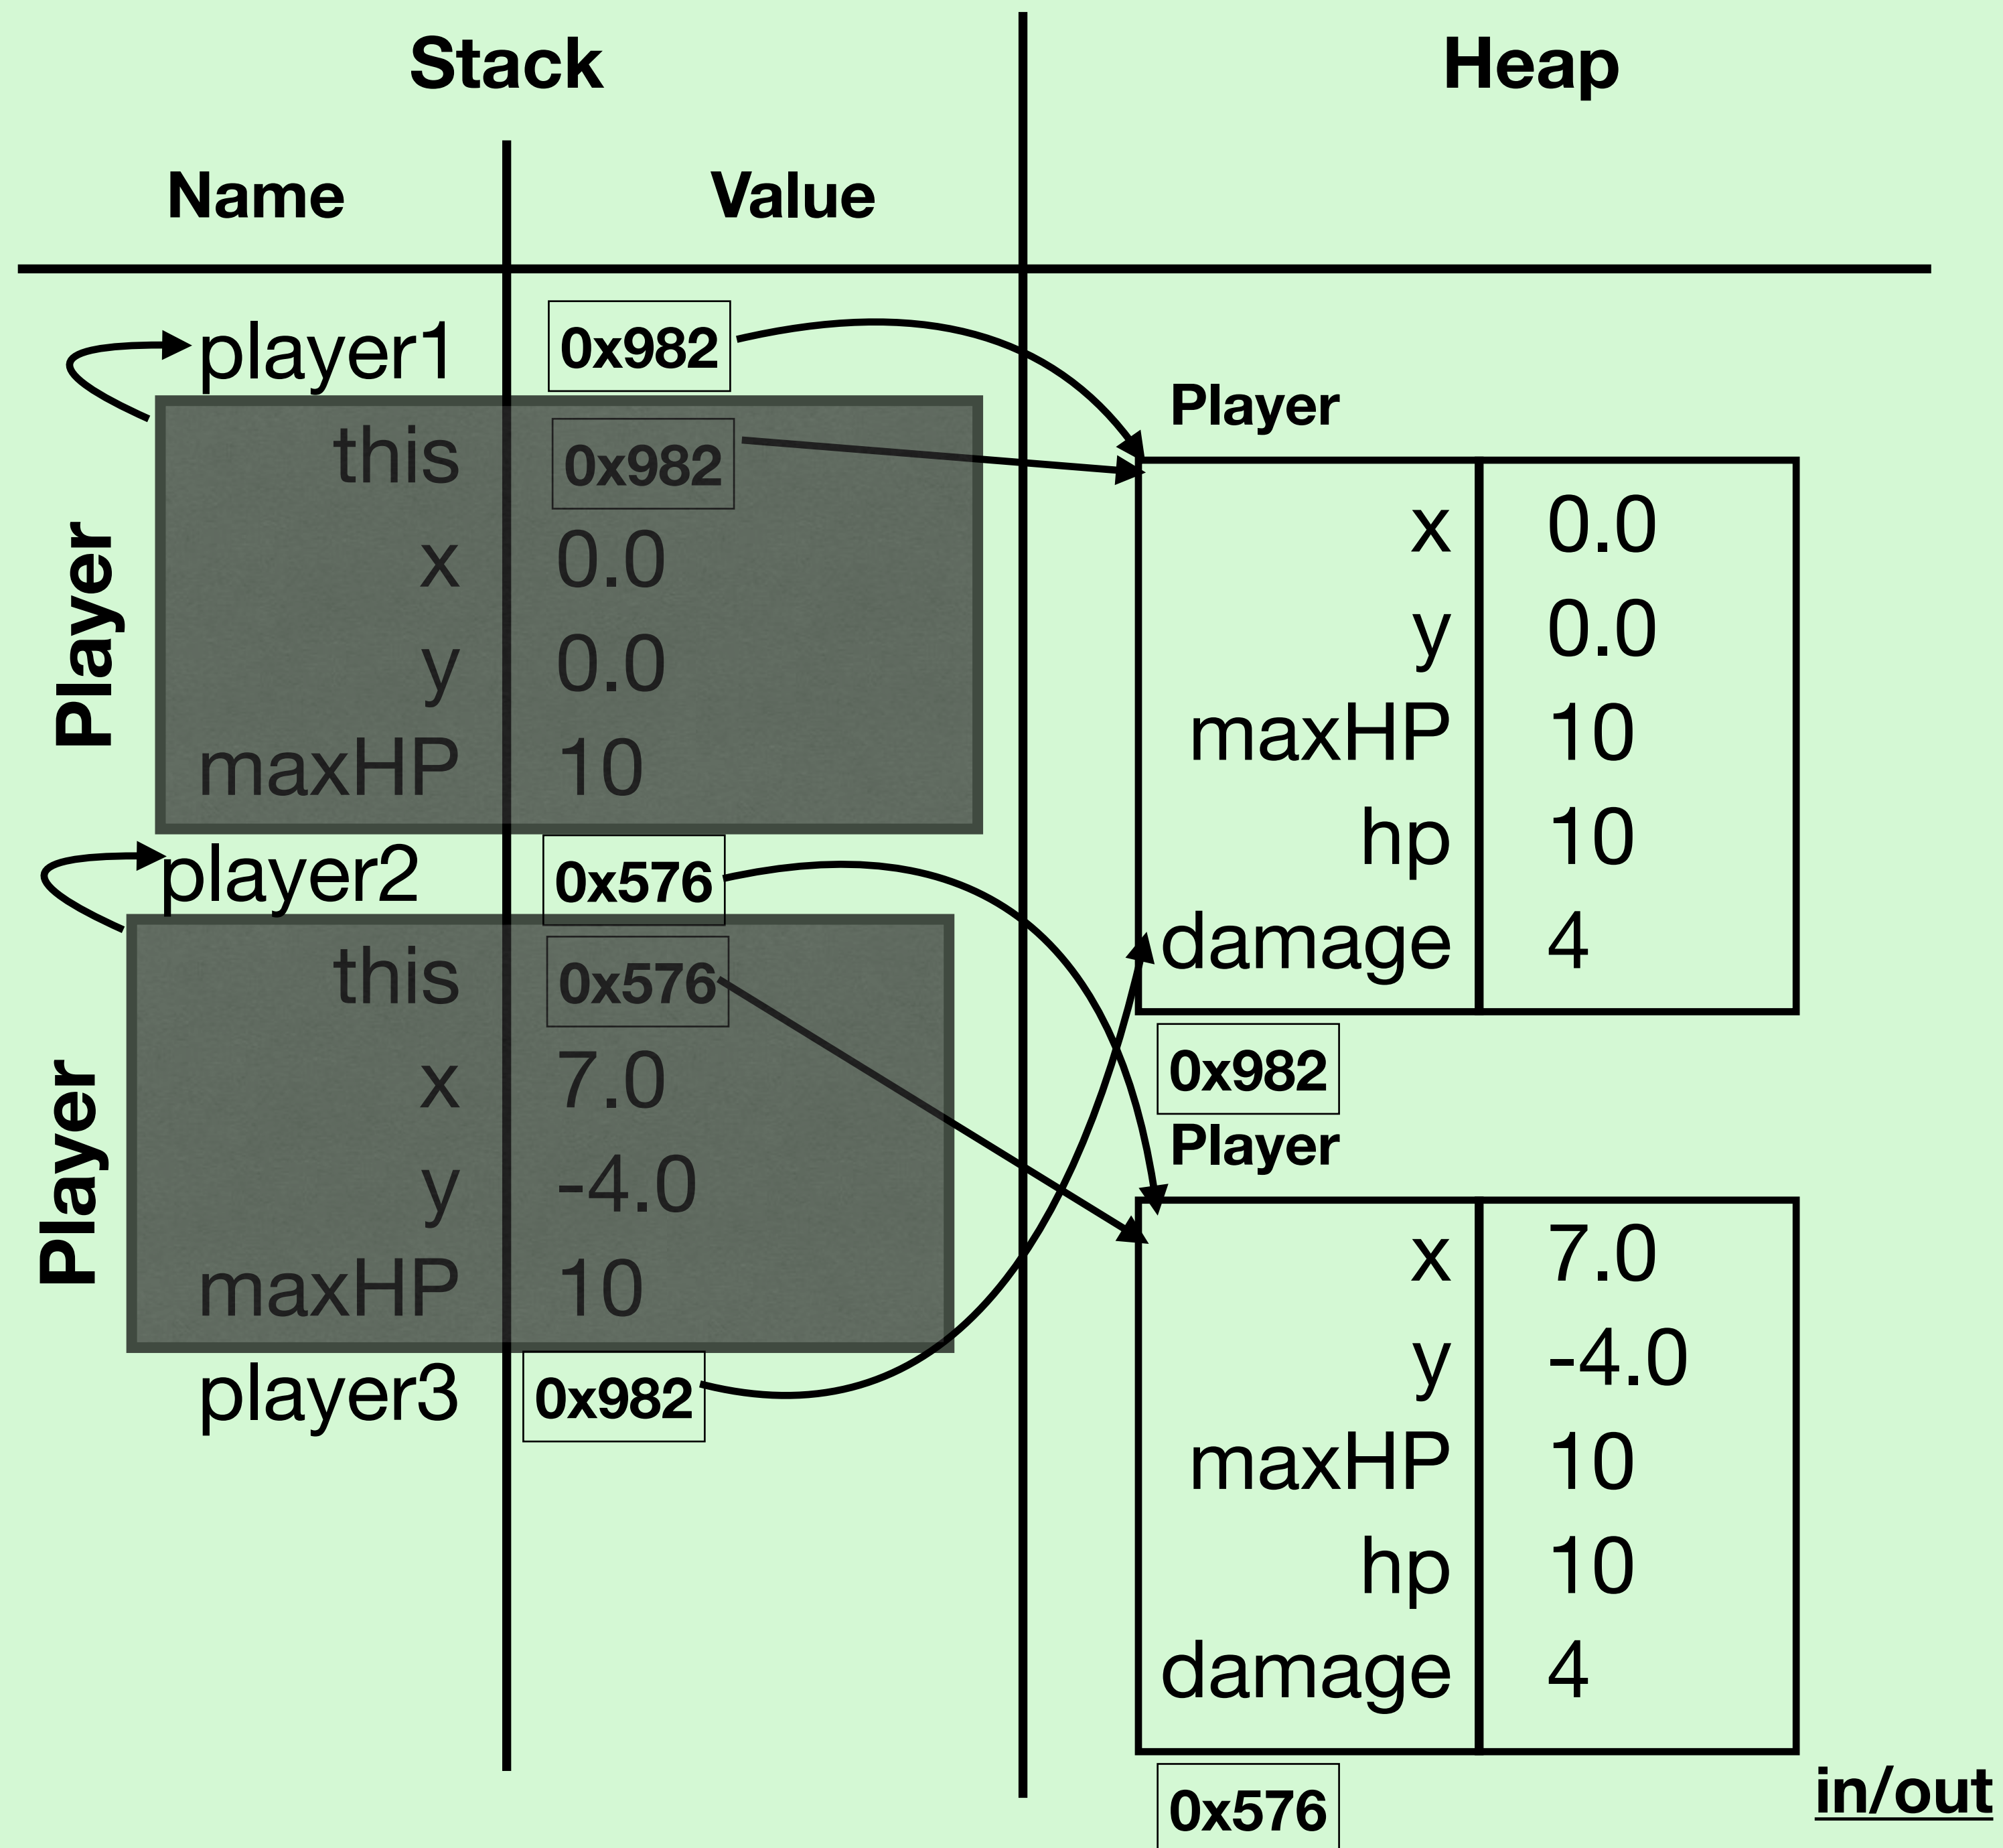 Stack
Heap
Name
Value
player1 0x982
Player
this 0x982
x 0.0
y 0.0
maxHP 10
player2 0x576
Player
this 0x576
x 7.0
y -4.0
maxHP 10
player3 0x982
Player
x 0.0
y 0.0
maxHP 10
hp 10
damage 4
0x982
Player
x 7.0
y -4.0
maxHP 10
hp 10
damage 4
0x576
in/out